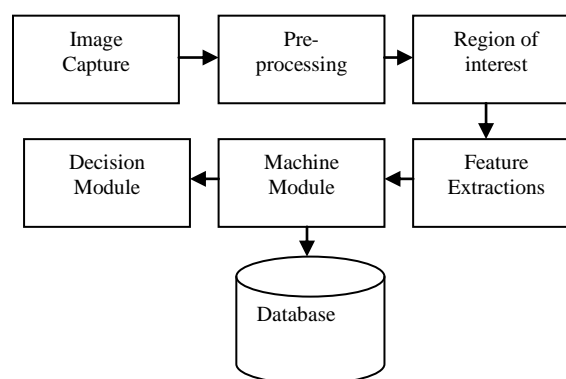 Image
Capture
Pre-
processing
Region of
interest
Decision
Module
Machine
Module
Feature
Extractions
Database